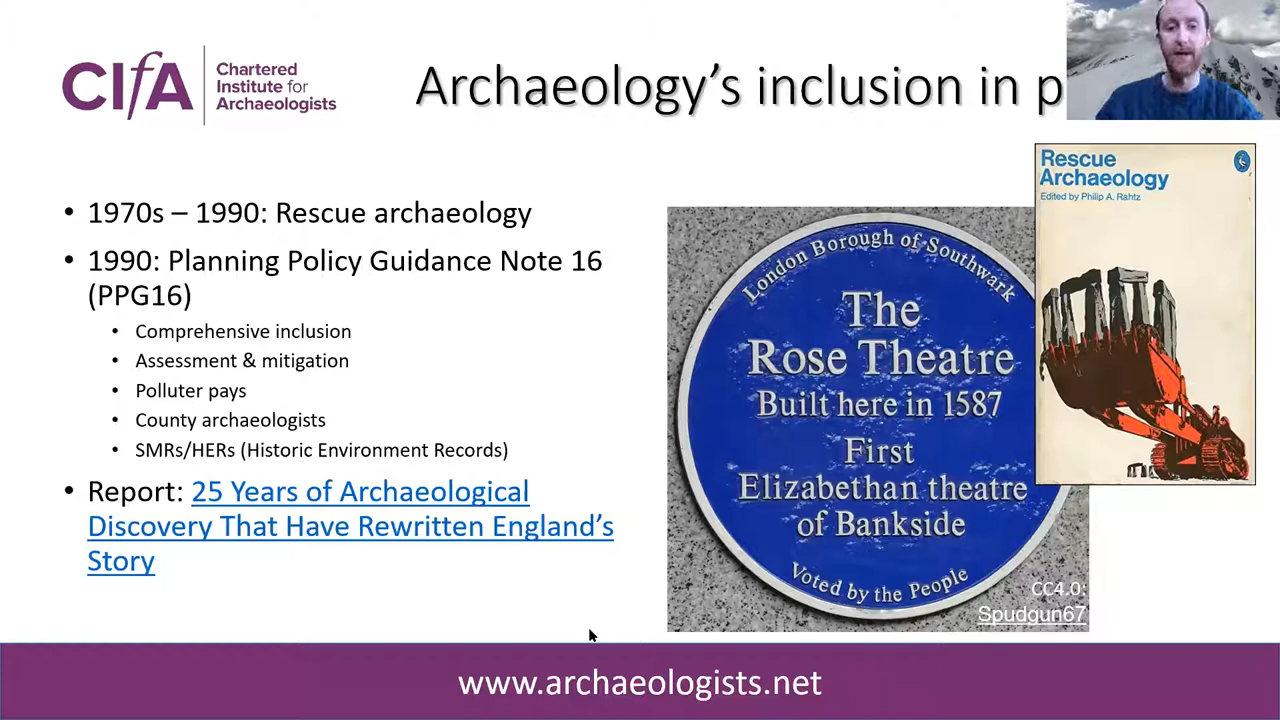 CIfA
Chartered
Institute for
Archaeologists
Archaeology’s inclusion in p
• 1970s – 1990: Rescue archaeology
• 1990: Planning Policy Guidance Note 16
(PPG16)
• Comprehensive inclusion
• Assessment & mitigation
• Polluter pays
• County archaeologists
• SMRs/HERs (Historic Environment Records)
• Report: 25 Years of Archaeological
Discovery That Have Rewritten England’s
Story
London Borough of Southwark
The
Rose Theatre
Built here in 1587
First
Elizabethan theatre
of Bankside
Voted by the People
CC4.0:
Spudgun67
Rescue
Archaeology
Edited by Philip A. Rahtz
www.archaeologists.net